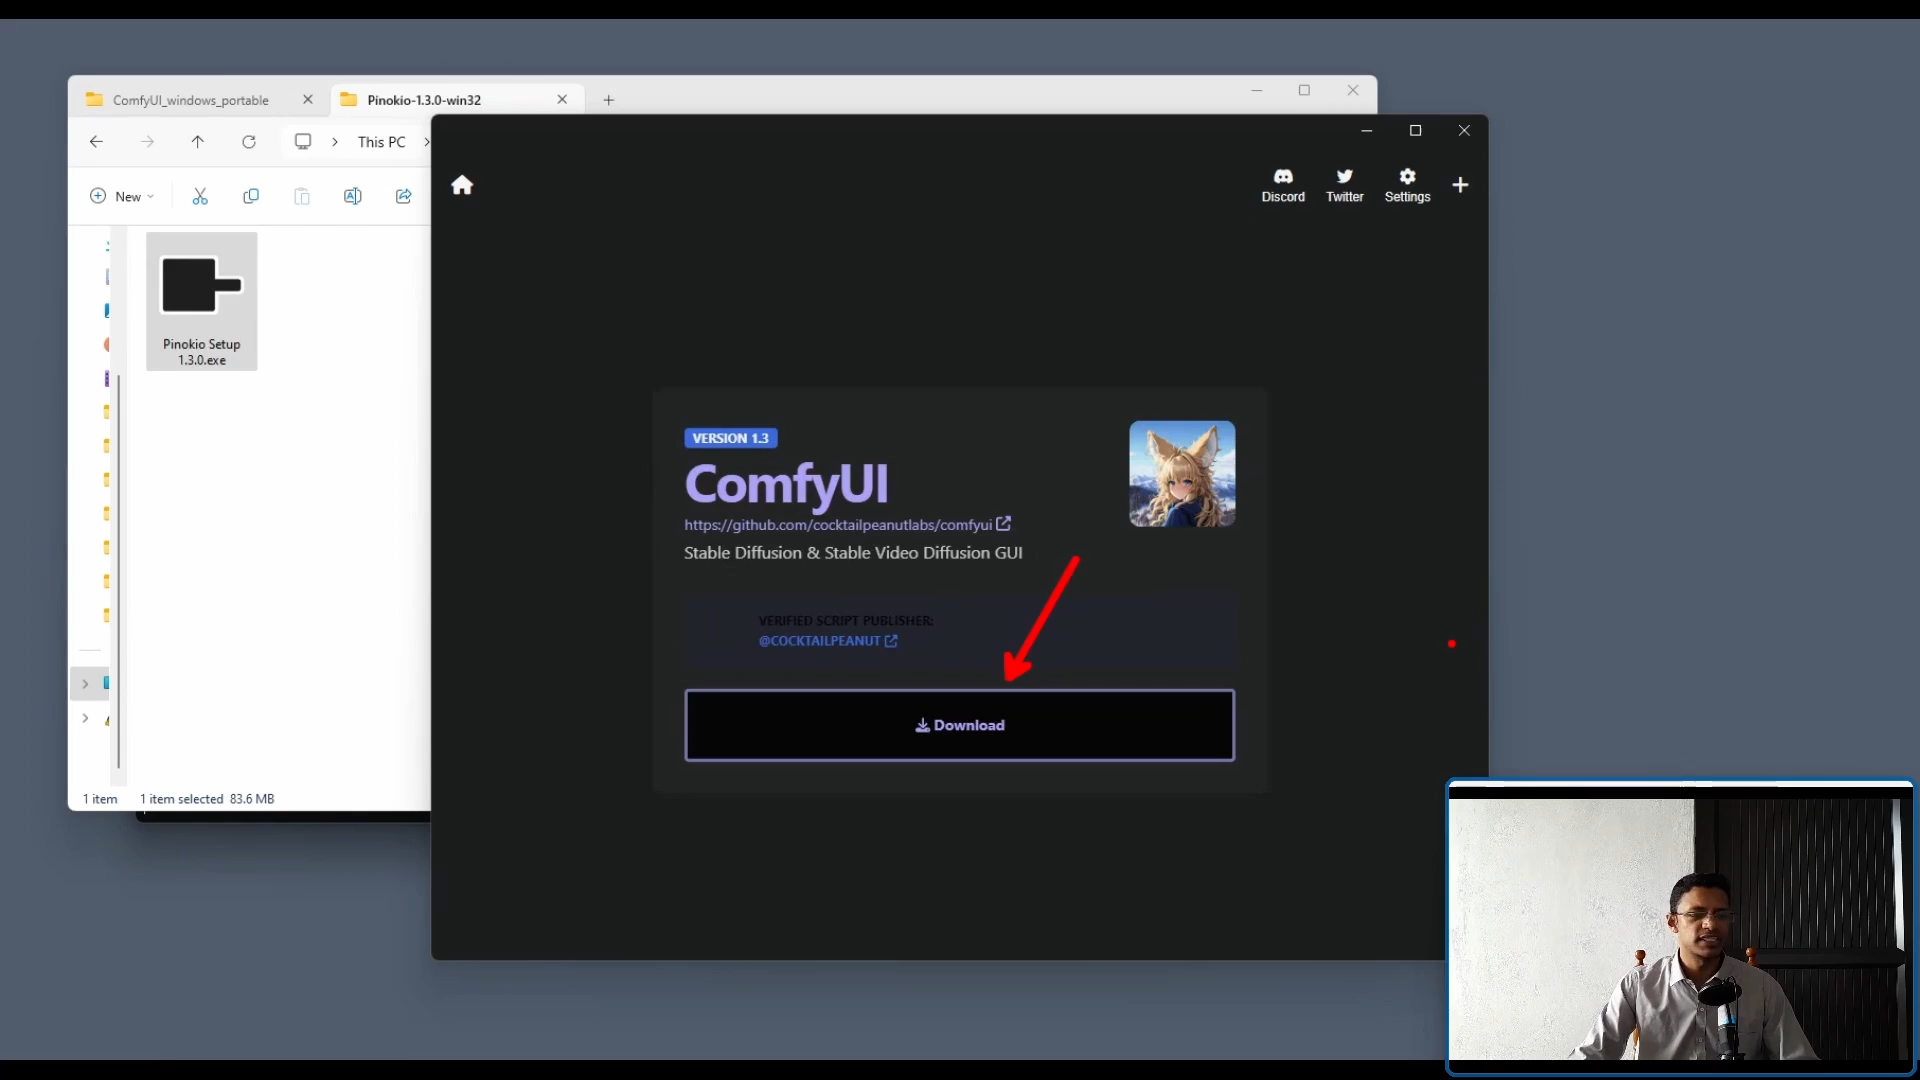 ComfyUI_windows_portable
Pinokio-1.3.0-win32
This PC
New
Discord
Twitter
Settings
Pinokio Setup
1.3.0.exe
VERSION 1.3
ComfyUI
https://github.com/cocktailpeanutlabs/comfyui
Stable Diffusion & Stable Video Diffusion GUI
VERIFIED SCRIPT PUBLISHER:
@COCKTAILPEANUT
Download
1 item 1 item selected 83.6 MB